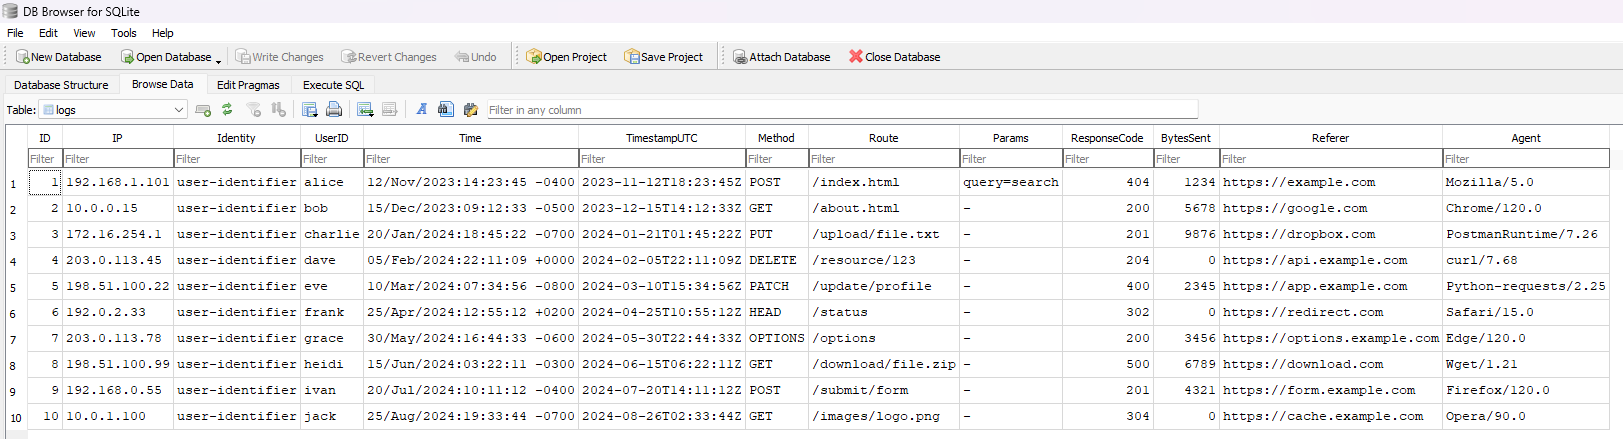 DB Browser for SQLite
File Edit View Tools Help
New Database Open Database Write Changes Revert Changes Undo Open Project Save Project Attach Database Close Database
Database Structure Browse Data Edit Pragmas Execute SQL
Table: logs Filter in any column
ID IP Identity UserID Time TimestampUTC Method Route Params ResponseCode BytesSent Referer Agent
Filter Filter Filter Filter Filter Filter Filter Filter Filter Filter Filter Filter Filter
1 1 192.168.1.101 user-identifier alice 12/Nov/2023:14:23:45 -0400 2023-11-12T18:23:45Z POST /index.html query=search 404 1234 https://example.com Mozilla/5.0
2 2 10.0.0.15 user-identifier bob 15/Dec/2023:09:12:33 -0500 2023-12-15T14:12:33Z GET /about.html - 200 5678 https://google.com Chrome/120.0
3 3 172.16.254.1 user-identifier charlie 20/Jan/2024:18:45:22 -0700 2024-01-21T01:45:22Z PUT /upload/file.txt - 201 9876 https://dropbox.com PostmanRuntime/7.26
4 4 203.0.113.45 user-identifier dave 05/Feb/2024:22:11:09 +0000 2024-02-05T22:11:09Z DELETE /resource/123 - 204 0 https://api.example.com curl/7.68
5 5 198.51.100.22 user-identifier eve 10/Mar/2024:07:34:56 -0800 2024-03-10T15:34:56Z PATCH /update/profile - 400 2345 https://app.example.com Python-requests/2.25
6 6 192.0.2.33 user-identifier frank 25/Apr/2024:12:55:12 +0200 2024-04-25T10:55:12Z HEAD /status - 302 0 https://redirect.com Safari/15.0
7 7 203.0.113.78 user-identifier grace 30/May/2024:16:44:33 -0600 2024-05-30T22:44:33Z OPTIONS /options - 200 3456 https://options.example.com Edge/120.0
8 8 198.51.100.99 user-identifier heidi 15/Jun/2024:03:22:11 -0300 2024-06-15T06:22:11Z GET /download/file.zip - 500 6789 https://download.com Wget/1.21
9 9 192.168.0.55 user-identifier ivan 20/Jul/2024:10:11:12 -0400 2024-07-20T14:11:12Z POST /submit/form - 201 4321 https://form.example.com Firefox/120.0
10 10 10.0.1.100 user-identifier jack 25/Aug/2024:19:33:44 -0700 2024-08-26T02:33:44Z GET /images/logo.png - 304 0 https://cache.example.com Opera/90.0